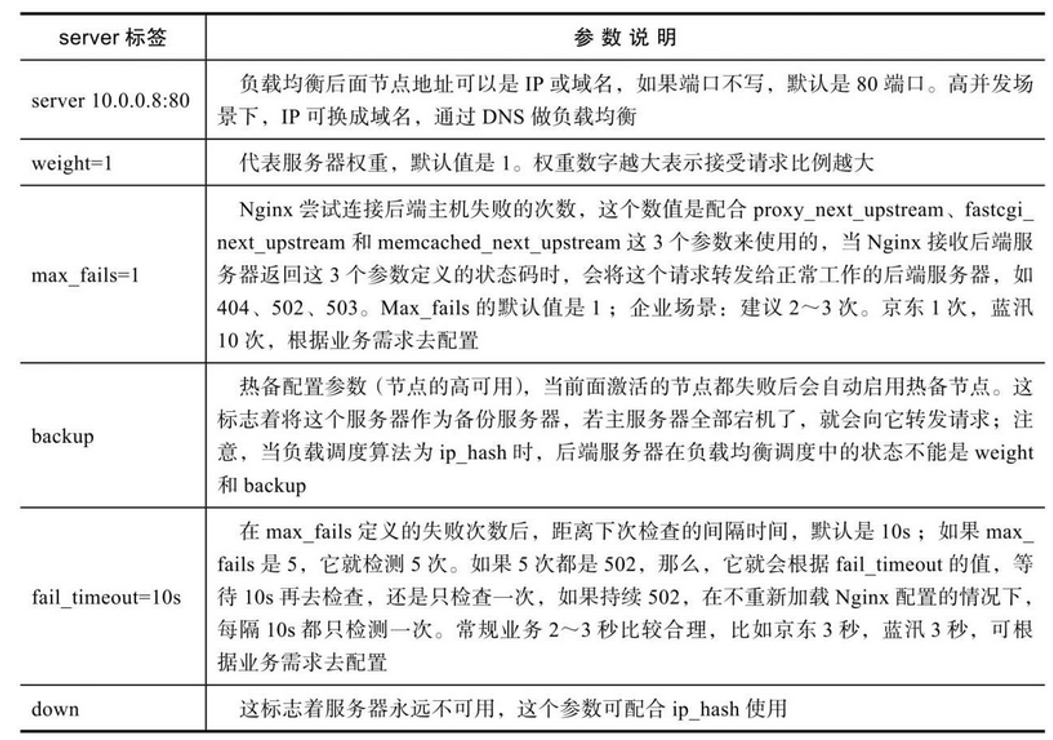 server 标签
参 数 说 明
server 10.0.0.8:80
负载均衡后面节点地址可以是 IP 或域名，如果端口不写，默认是 80 端口。高并发场
景下，IP 可换成域名，通过 DNS 做负载均衡
weight=1
代表服务器权重，默认值是 1。权重数字越大表示接受请求比例越大
max_fails=1
Nginx 尝试连接后端主机失败的次数，这个数值是配合 proxy_next_upstream、fastcgi_
next_upstream 和 memcached_next_upstream 这 3 个参数来使用的，当 Nginx 接收后端服
务器返回这 3 个参数定义的状态码时，会将这个请求转发给正常工作的后端服务器，如
404、502、503。Max_fails 的默认值是 1；企业场景：建议 2～3 次。京东 1 次，蓝汛
10 次，根据业务需求去配置
backup
热备配置参数（节点的高可用），当前面激活的节点都失败后会自动启用热备节点。这
标志着将这个服务器作为备份服务器，若主服务器全部宕机了，就会向它转发请求；注
意，当负载调度算法为 ip_hash 时，后端服务器在负载均衡调度中的状态不能是 weight
和 backup
fail_timeout=10s
在 max_fails 定义的失败次数后，距离下次检查的间隔时间，默认是 10s；如果 max_
fails 是 5，它就检测 5 次。如果 5 次都是 502，那么，它就会根据 fail_timeout 的值，等
待 10s 再去检查，还是只检查一次，如果持续 502，在不重新加载 Nginx 配置的情况下，
每隔 10s 都只检测一次。常规业务 2～3 秒比较合理，比如京东 3 秒，蓝汛 3 秒，可根
据业务需求去配置
down
这标志着服务器永远不可用，这个参数可配合 ip_hash 使用